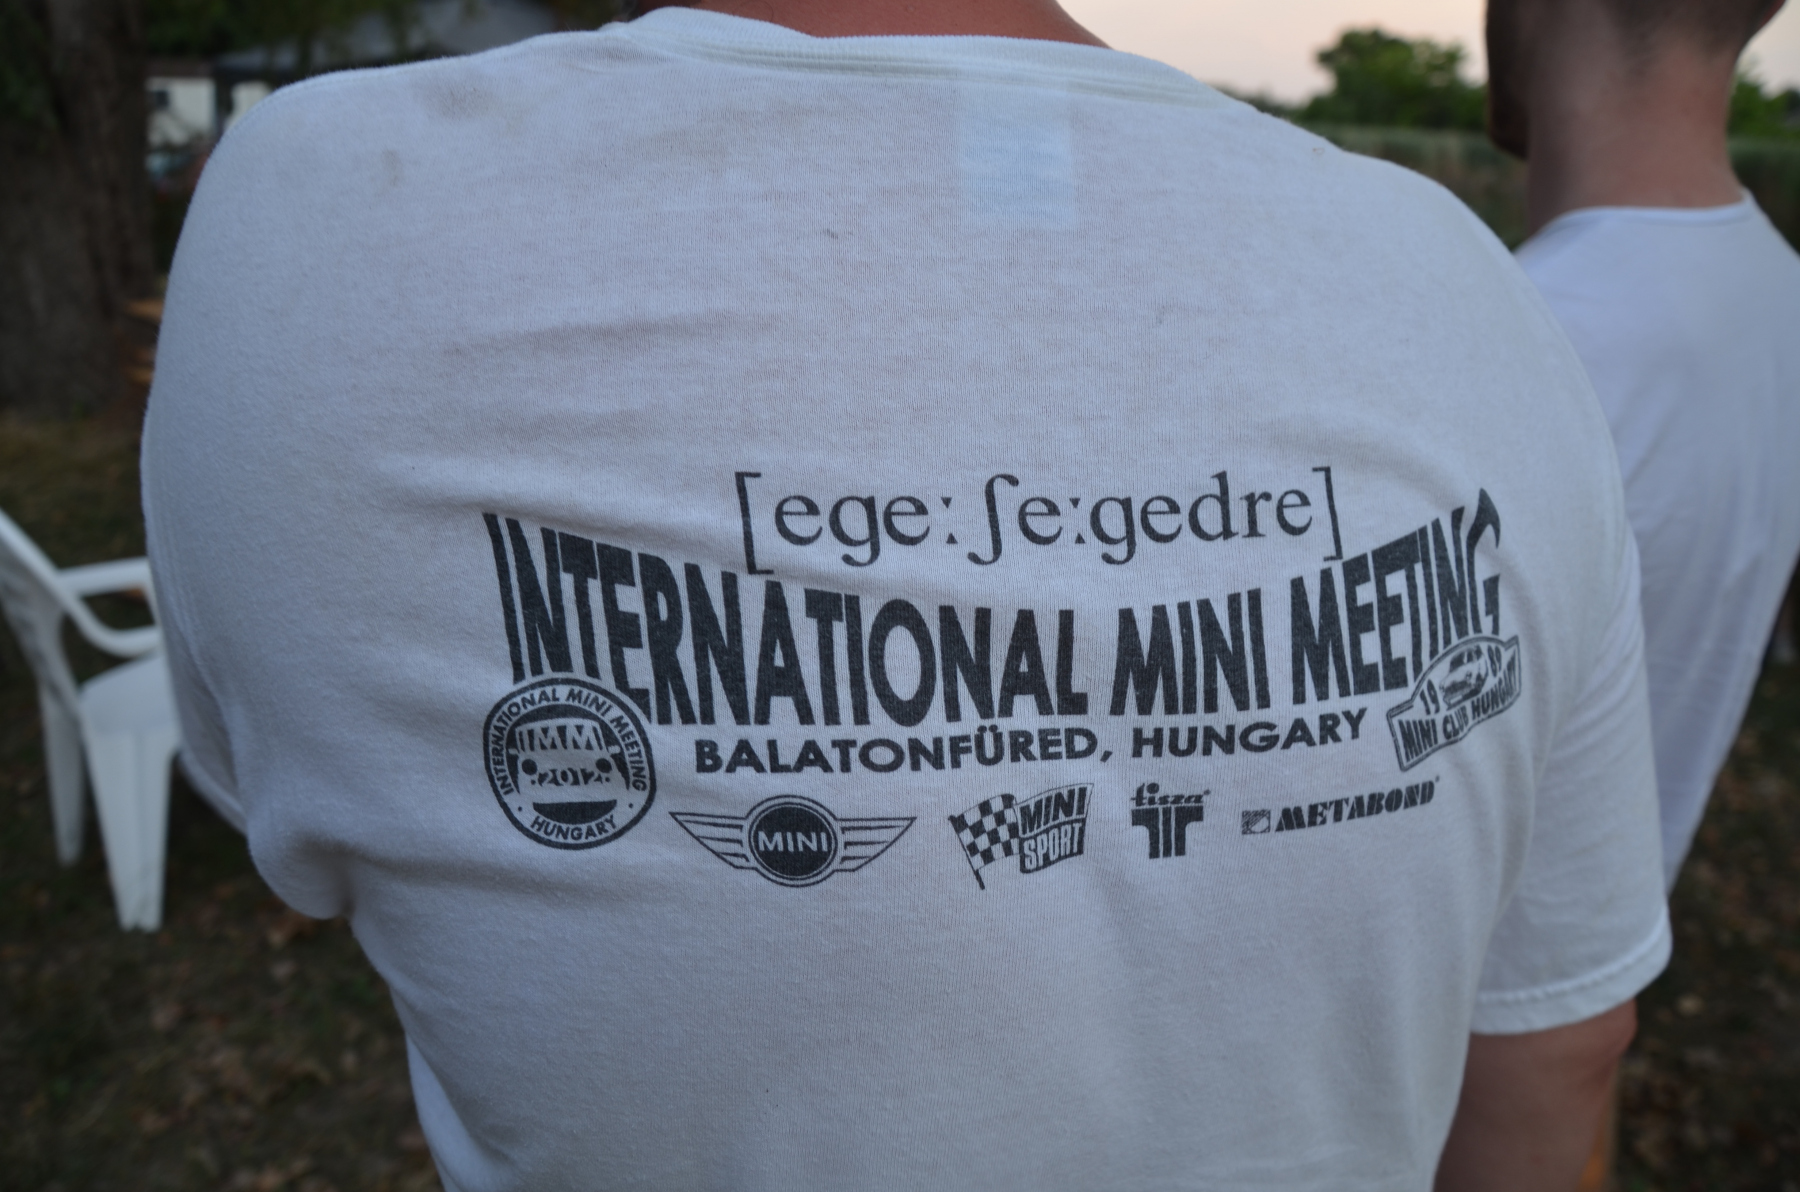 [ege: ʃe:gedre]
INTERNATIONAL MINI MEETING
BALATONFÜRED, HUNGARY
INTERNATIONAL MINI MEETING
IMM
2012
· HUNGARY ·
1989
MINI CLUB HUNGARY
MINI
MINI
SPORT
tisza®
METABOND®